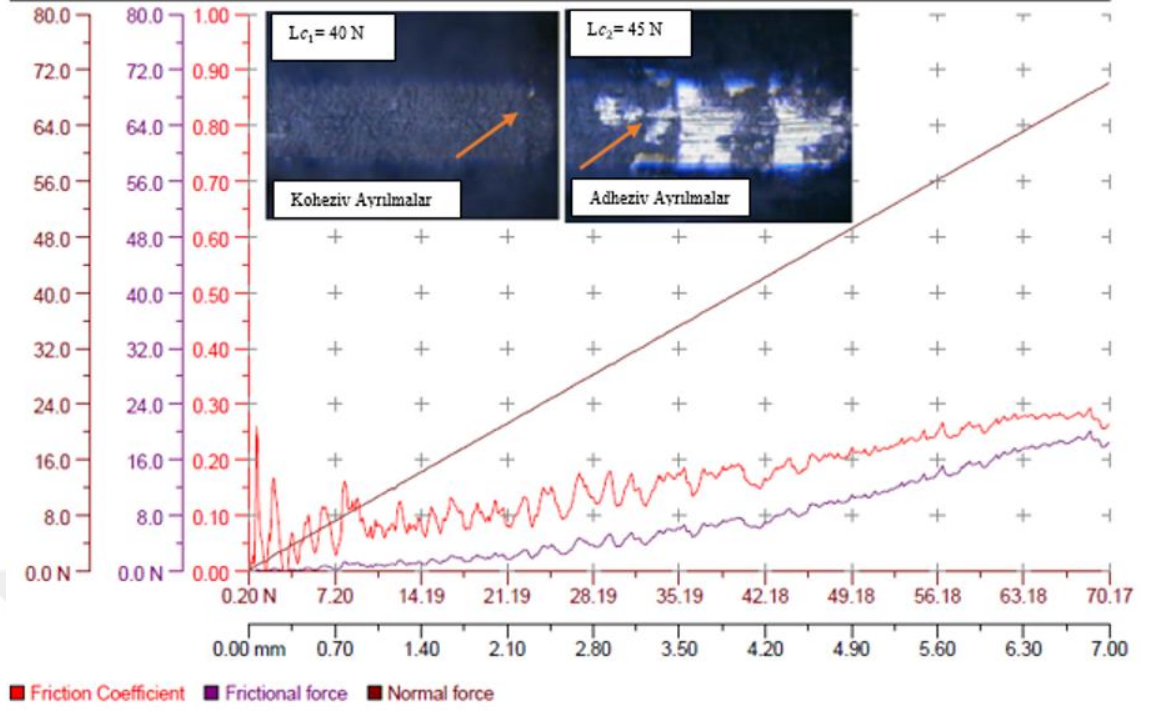 80.0 80.0 1.00
Lc₁= 40 N
Lc₂= 45 N
72.0 72.0 0.90
64.0 64.0 0.80
56.0 56.0 0.70
Koheziv Ayrılmalar
Adheziv Ayrılmalar
48.0 48.0 0.60
40.0 40.0 0.50
32.0 32.0 0.40
24.0 24.0 0.30
16.0 16.0 0.20
8.0 8.0 0.10
0.0 N 0.0 N 0.00
0.20 N 7.20 14.19 21.19 28.19 35.19 42.18 49.18 56.18 63.18 70.17
0.00 mm 0.70 1.40 2.10 2.80 3.50 4.20 4.90 5.60 6.30 7.00
Friction Coefficient Frictional force Normal force